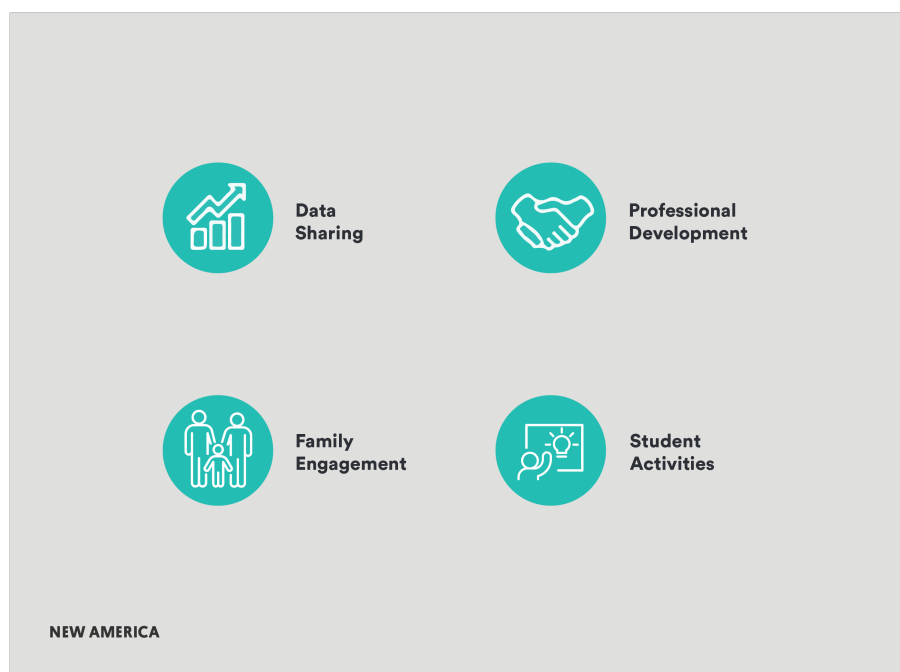 Data
Sharing
Professional
Development
Family
Engagement
Student
Activities
NEW AMERICA